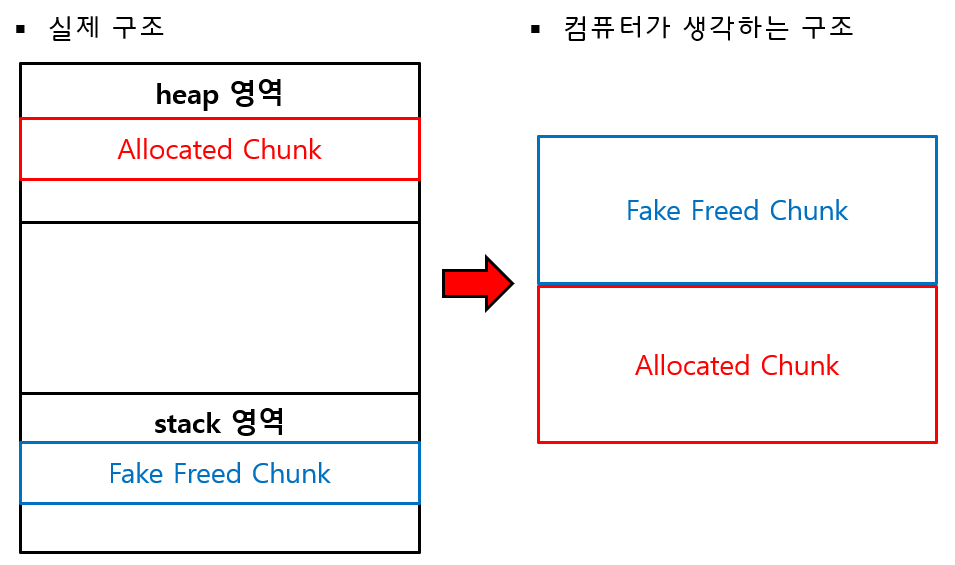 ▪ 실제 구조
heap 영역
Allocated Chunk
stack 영역
Fake Freed Chunk
▪ 컴퓨터가 생각하는 구조
Fake Freed Chunk
Allocated Chunk